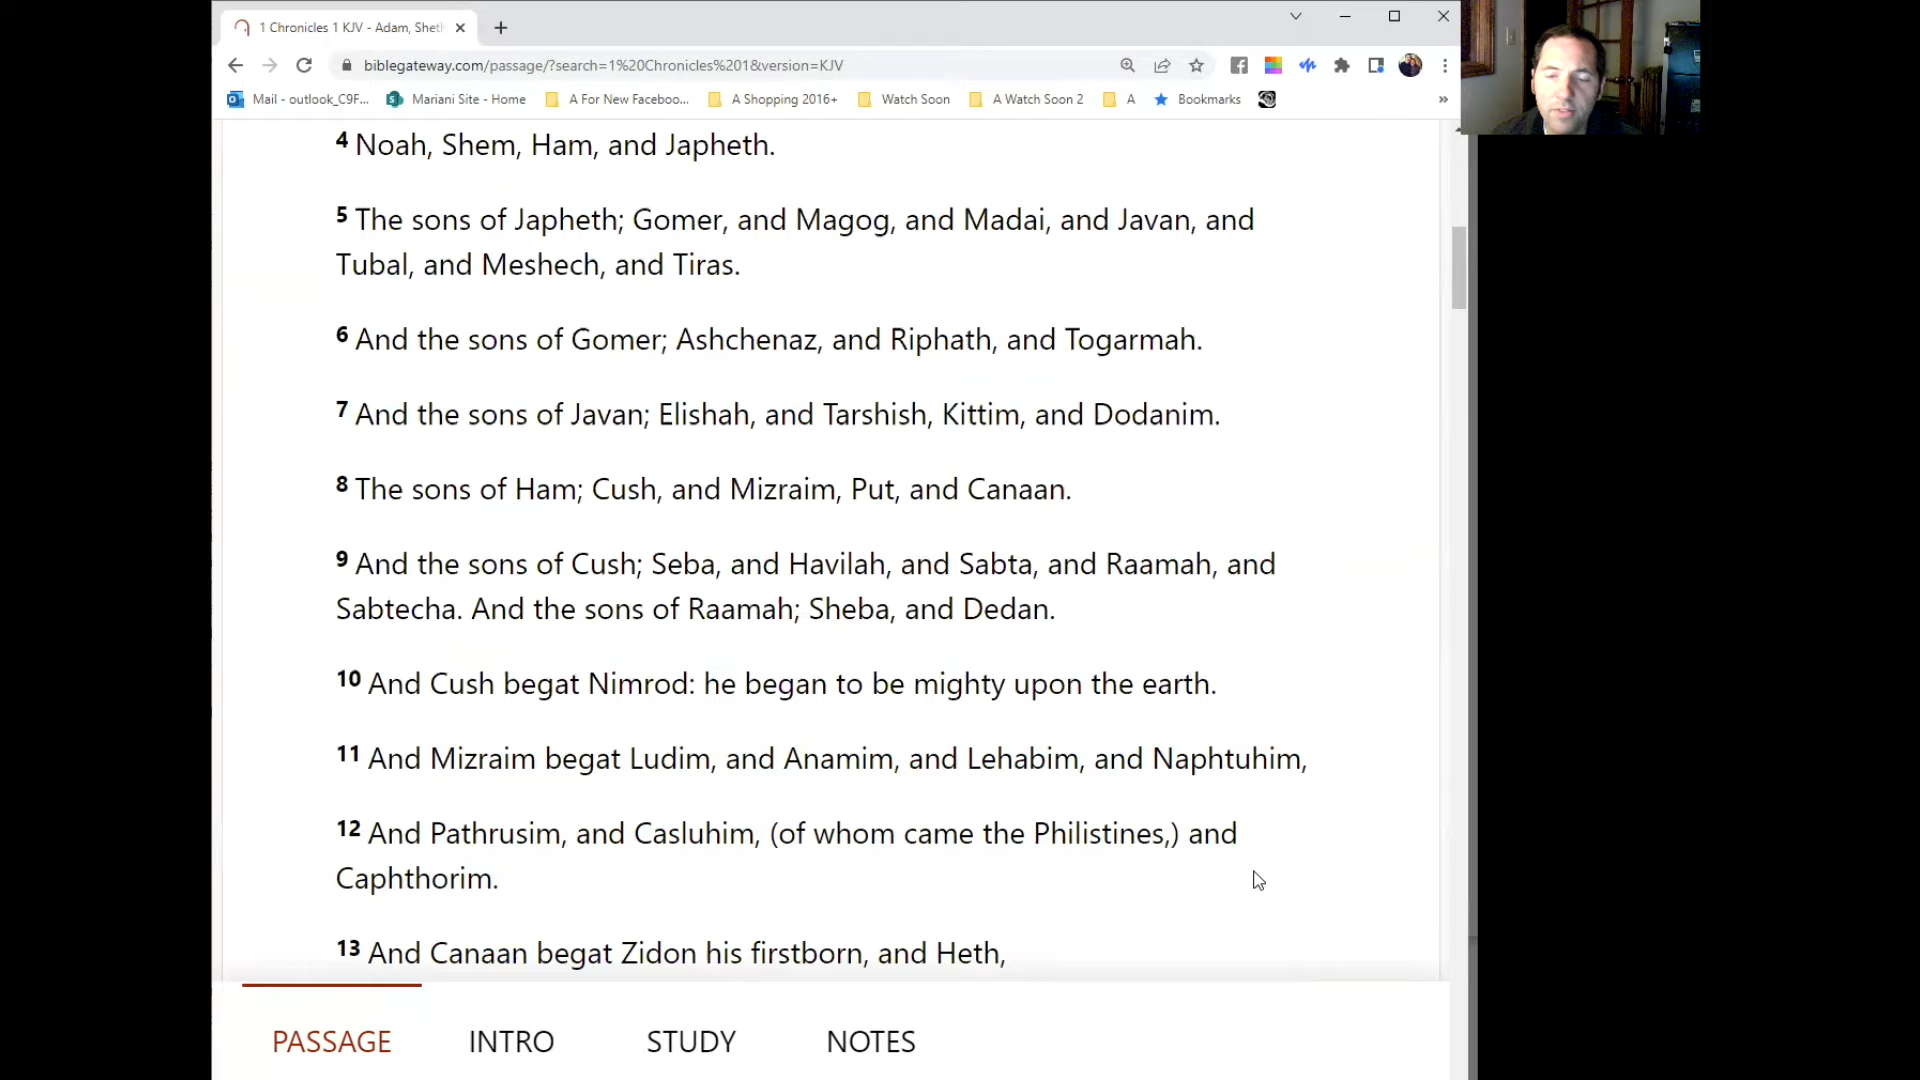 1 Chronicles 1 KJV - Adam, Sheth
biblegateway.com/passage/?search=1%20Chronicles%201&version=KJV
Mail - outlook_C9F... Mariani Site - Home A For New Faceboo... A Shopping 2016+ Watch Soon A Watch Soon 2 A Bookmarks »
4 Noah, Shem, Ham, and Japheth.
5 The sons of Japheth; Gomer, and Magog, and Madai, and Javan, and
Tubal, and Meshech, and Tiras.
6 And the sons of Gomer; Ashchenaz, and Riphath, and Togarmah.
7 And the sons of Javan; Elishah, and Tarshish, Kittim, and Dodanim.
8 The sons of Ham; Cush, and Mizraim, Put, and Canaan.
9 And the sons of Cush; Seba, and Havilah, and Sabta, and Raamah, and
Sabtecha. And the sons of Raamah; Sheba, and Dedan.
10 And Cush begat Nimrod: he began to be mighty upon the earth.
11 And Mizraim begat Ludim, and Anamim, and Lehabim, and Naphtuhim,
12 And Pathrusim, and Casluhim, (of whom came the Philistines,) and
Caphthorim.
13 And Canaan begat Zidon his firstborn, and Heth,
PASSAGE INTRO STUDY NOTES